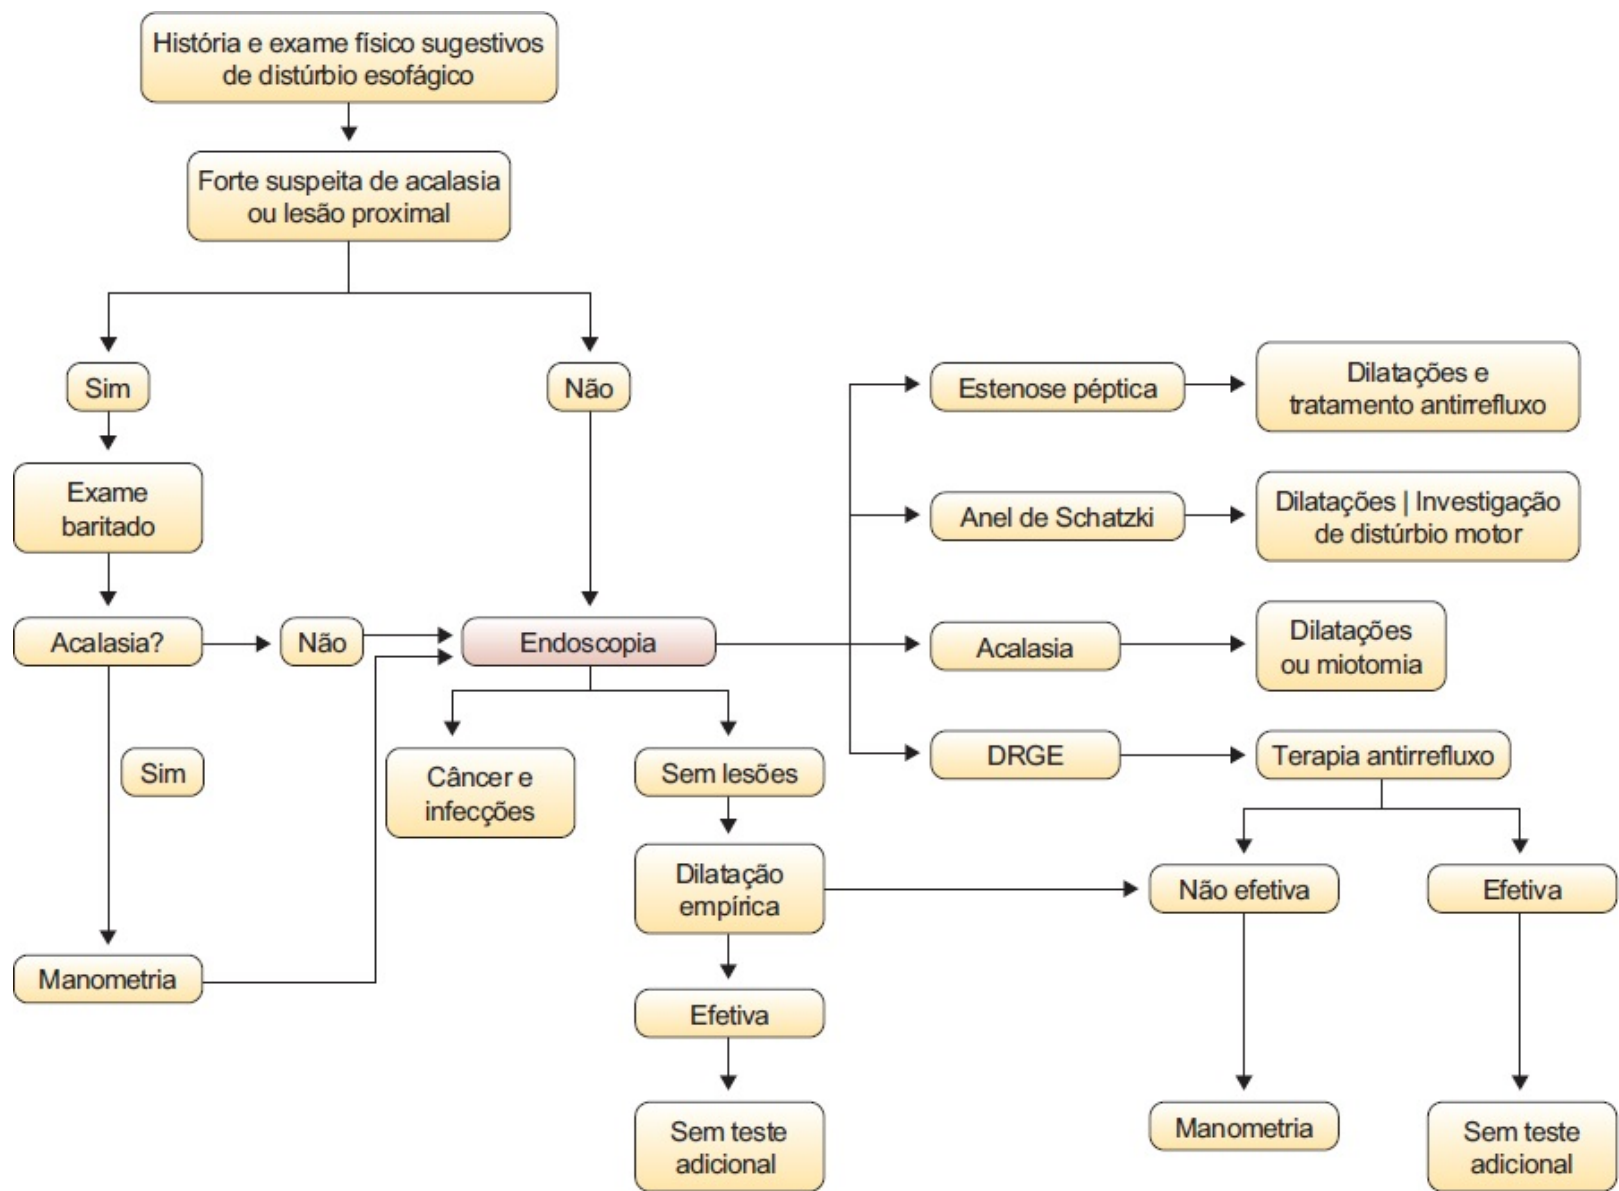 História e exame físico sugestivos
de distúrbio esofágico
Forte suspeita de acalasia
ou lesão proximal
Sim
Não
Exame
baritado
Acalasia?
Não
Sim
Manometria
Endoscopia
Câncer e
infecções
Sem lesões
Dilatação
empírica
Efetiva
Sem teste
adicional
Estenose péptica
Dilatações e
tratamento antirrefluxo
Anel de Schatzki
Dilatações | Investigação
de distúrbio motor
Acalasia
Dilatações
ou miotomia
DRGE
Terapia antirrefluxo
Não efetiva
Efetiva
Manometria
Sem teste
adicional